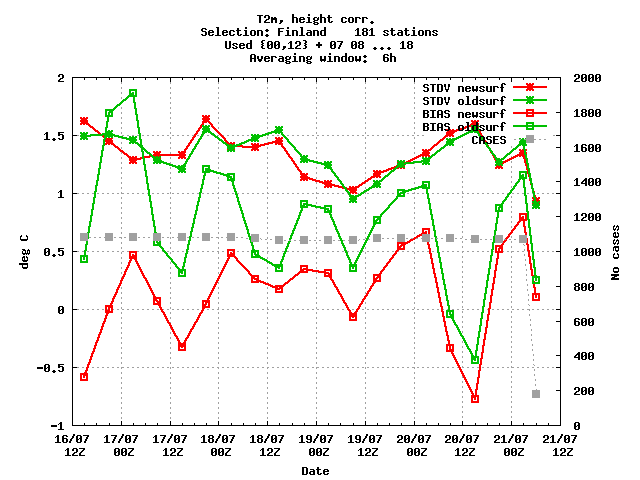 T2m, height corr.
Selection: Finland    181 stations
Used {00,12} + 07 08 ... 18
Averaging window:  6h
STDV newsurf
STDV oldsurf
BIAS newsurf
BIAS oldsurf
CASES
2
1.5
1
0.5
0
-0.5
-1
deg C
2000
1800
1600
1400
1200
1000
800
600
400
200
0
No cases
16/07 17/07 17/07 18/07 18/07 19/07 19/07 20/07 20/07 21/07 21/07
12Z 00Z 12Z 00Z 12Z 00Z 12Z 00Z 12Z 00Z 12Z
Date